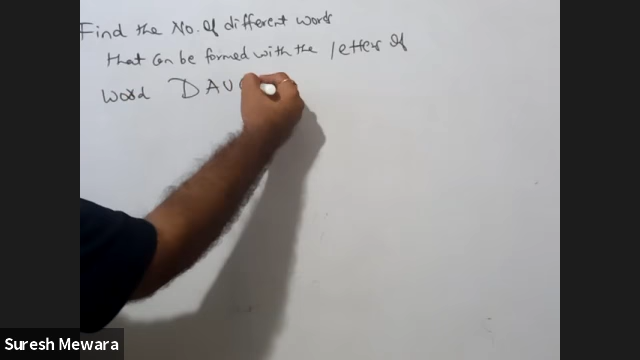 Find the No. of different words
that can be formed with the letters of
word DAU
Suresh Mewara